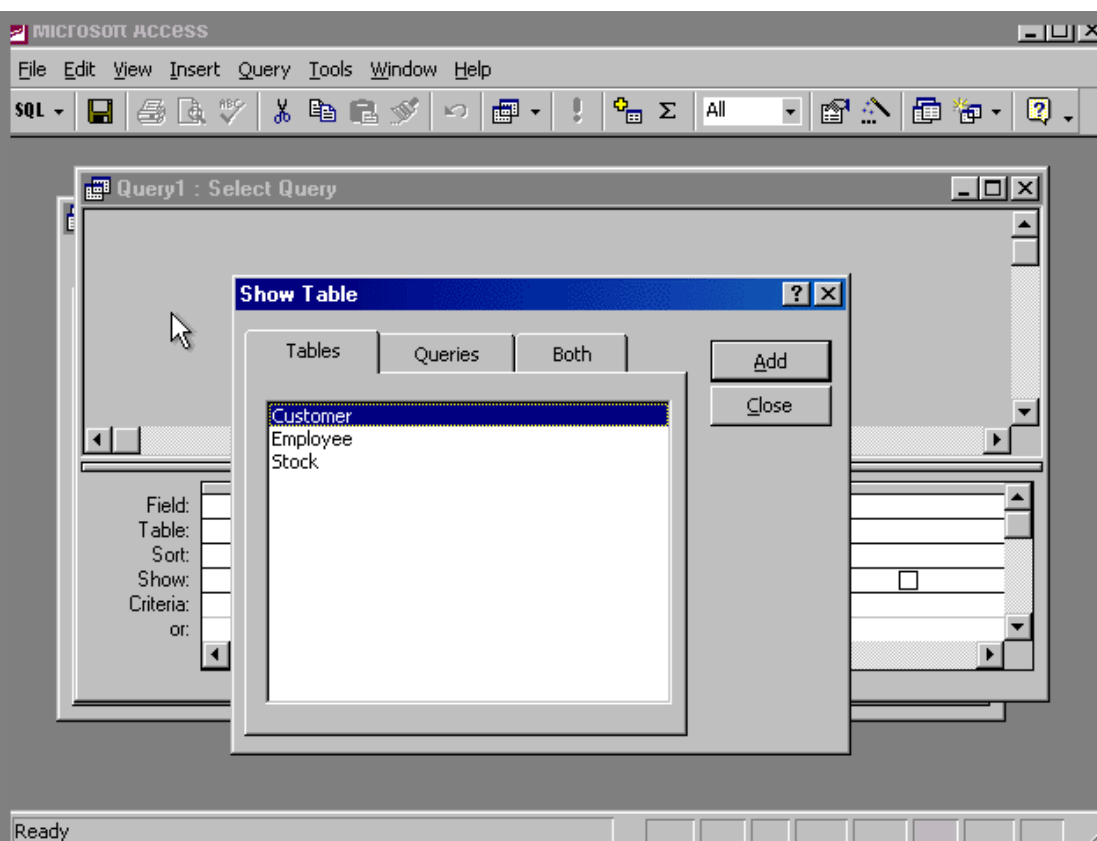 Microsoft Access
File Edit View Insert Query Tools Window Help
SQL ABC Σ All
Query1 : Select Query
Show Table
Tables Queries Both
Add
Close
Customer
Employee
Stock
Field:
Table:
Sort:
Show:
Criteria:
or:
Ready